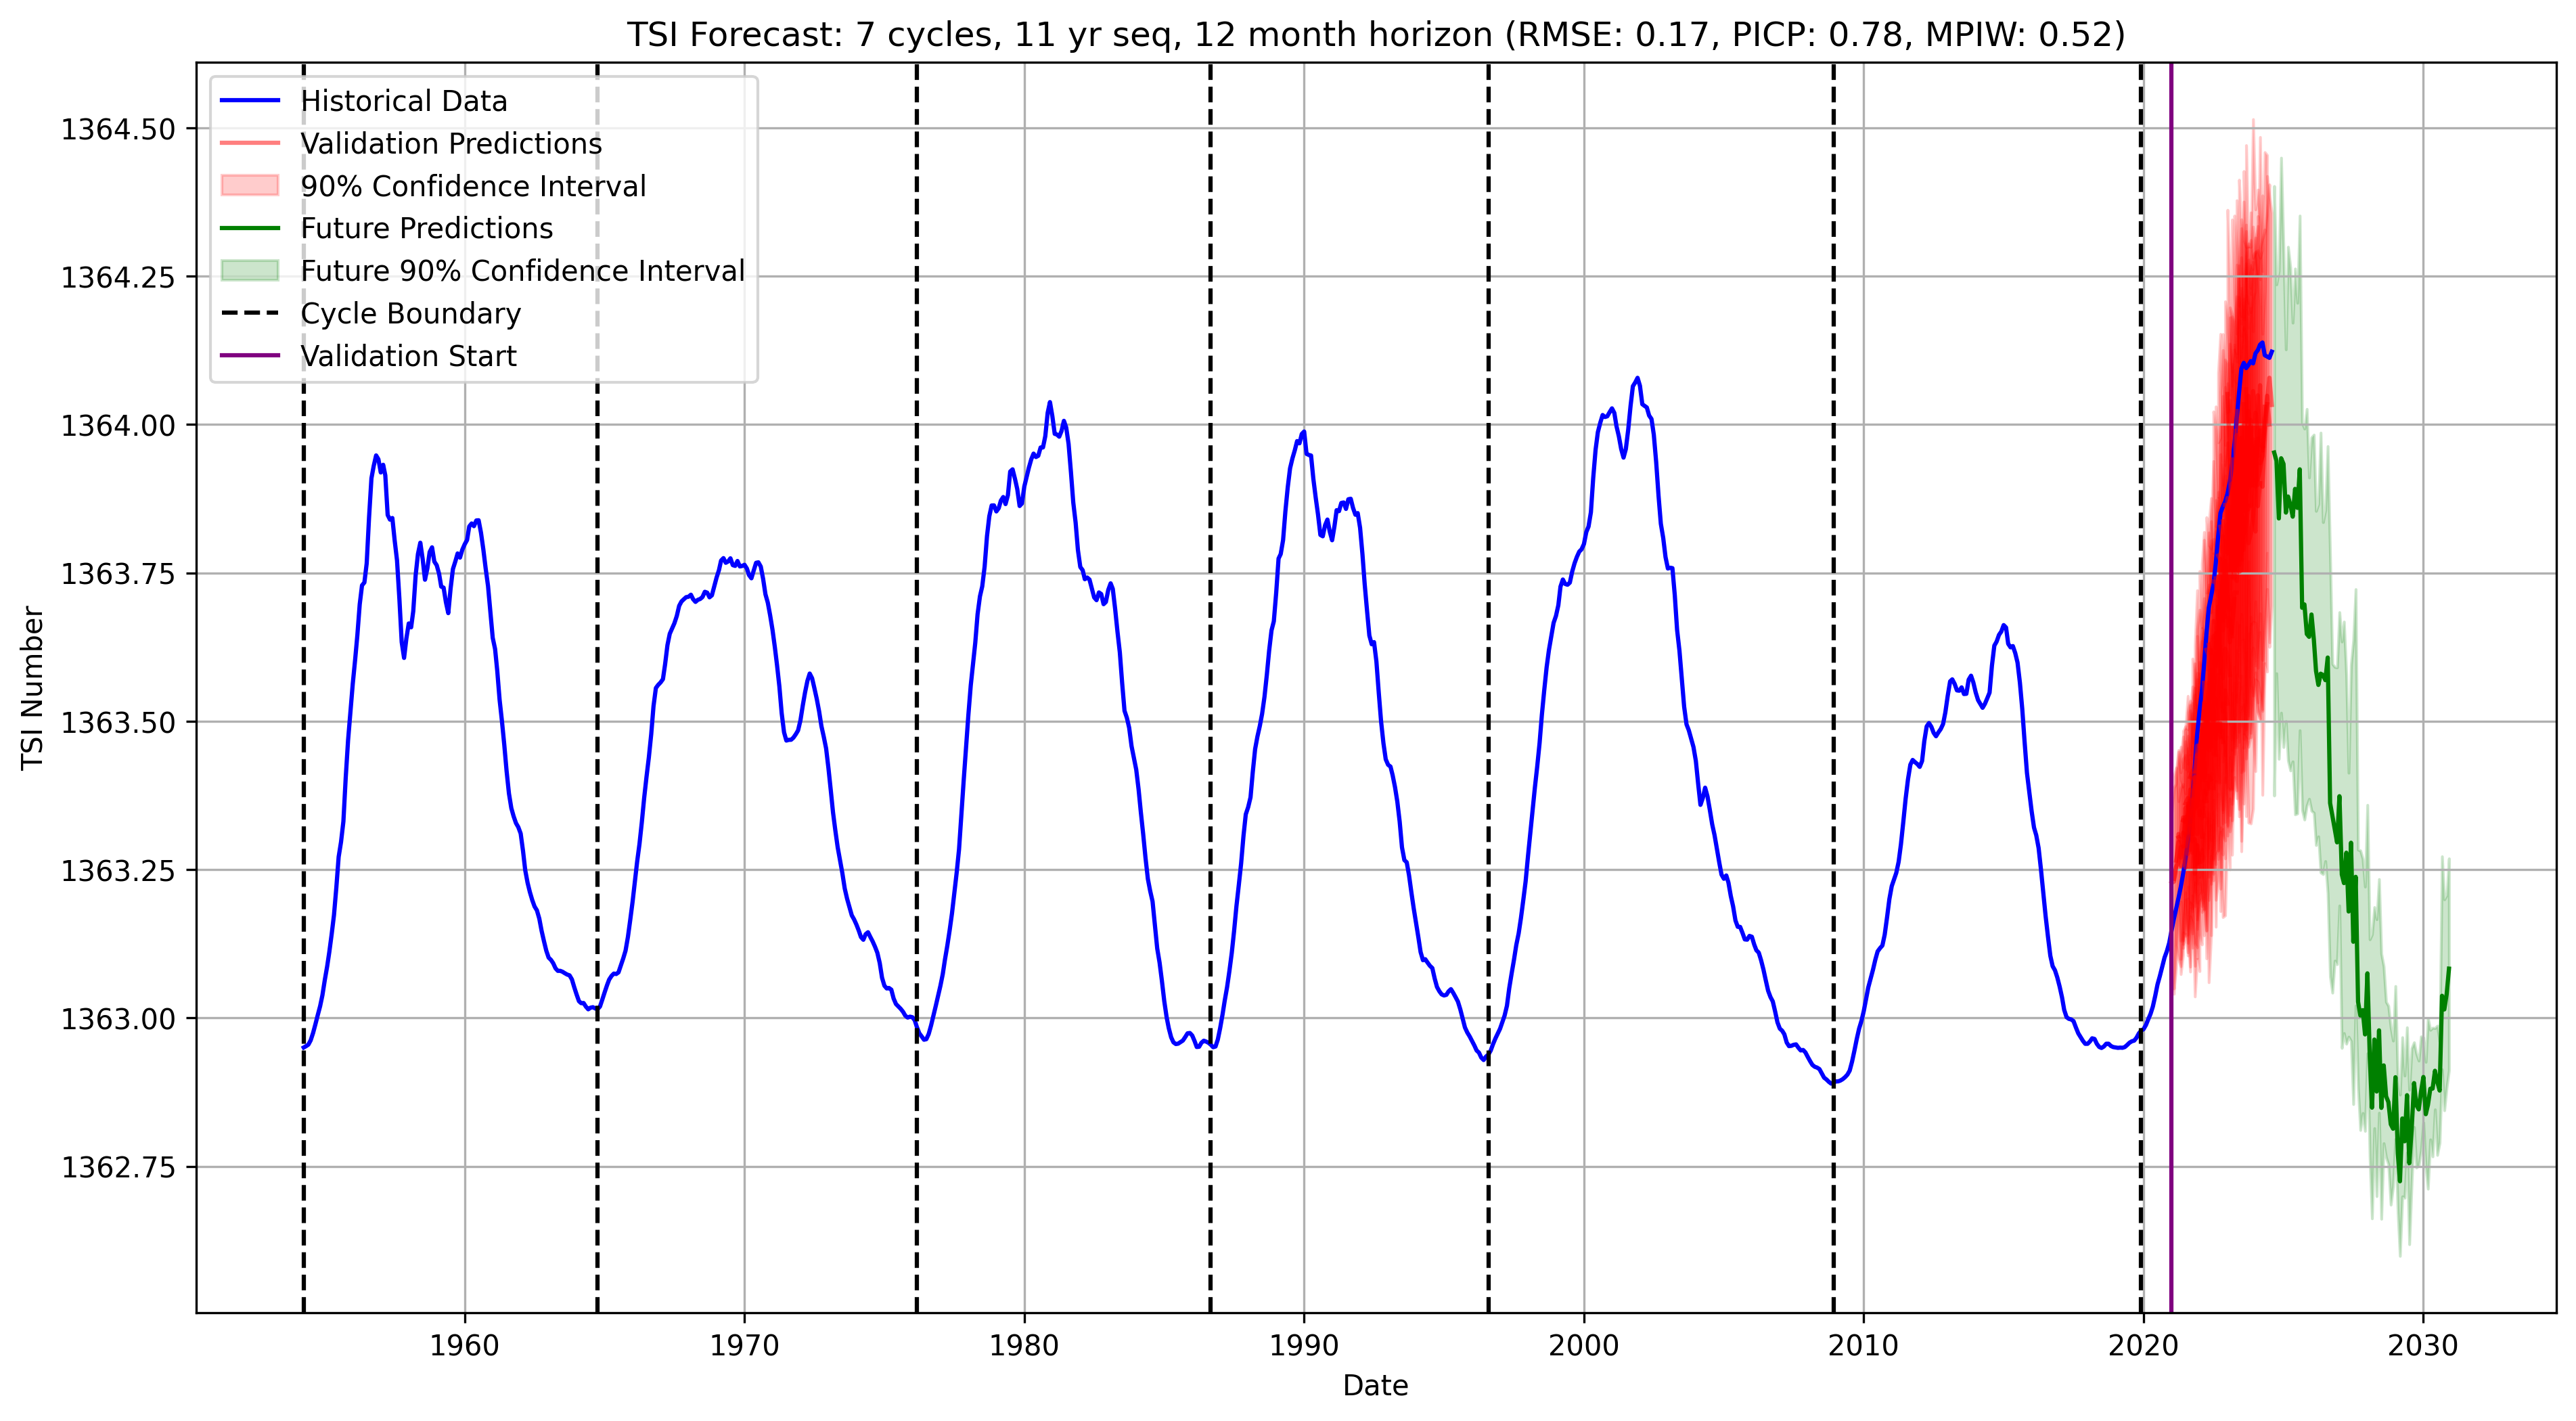 TSI Forecast: 7 cycles, 11 yr seq, 12 month horizon (RMSE: 0.17, PICP: 0.78, MPIW: 0.52)
Historical Data
Validation Predictions
90% Confidence Interval
Future Predictions
Future 90% Confidence Interval
Cycle Boundary
Validation Start
TSI Number
1364.50
1364.25
1364.00
1363.75
1363.50
1363.25
1363.00
1362.75
1960
1970
1980
1990
2000
2010
2020
2030
Date